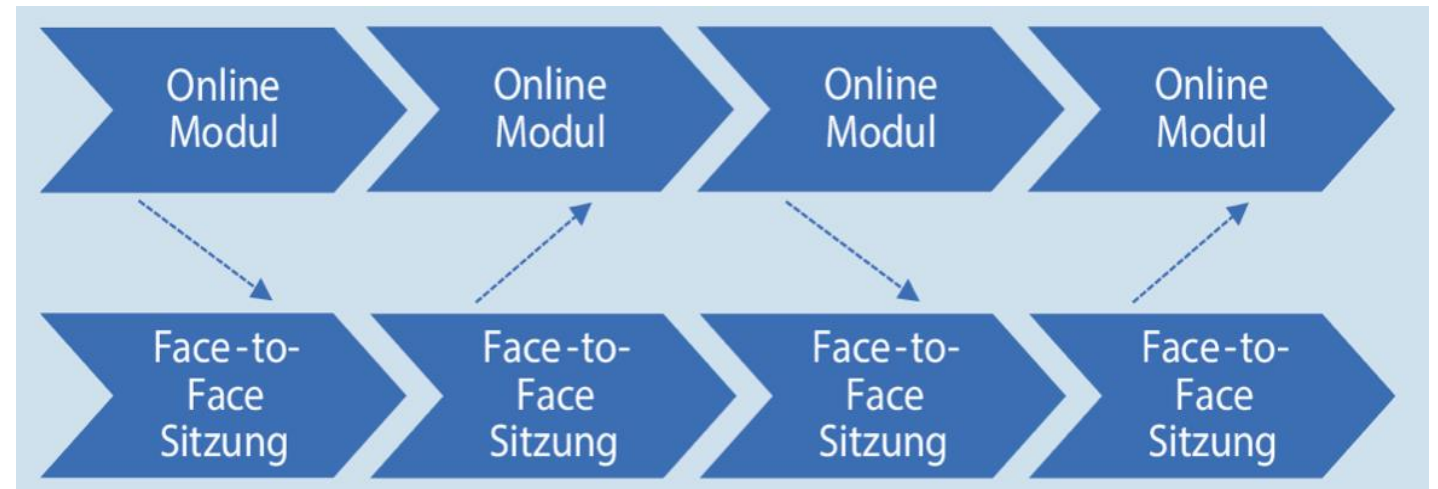 Online
Modul
Online
Modul
Online
Modul
Online
Modul
Face-to-
Face
Sitzung
Face-to-
Face
Sitzung
Face-to-
Face
Sitzung
Face-to-
Face
Sitzung